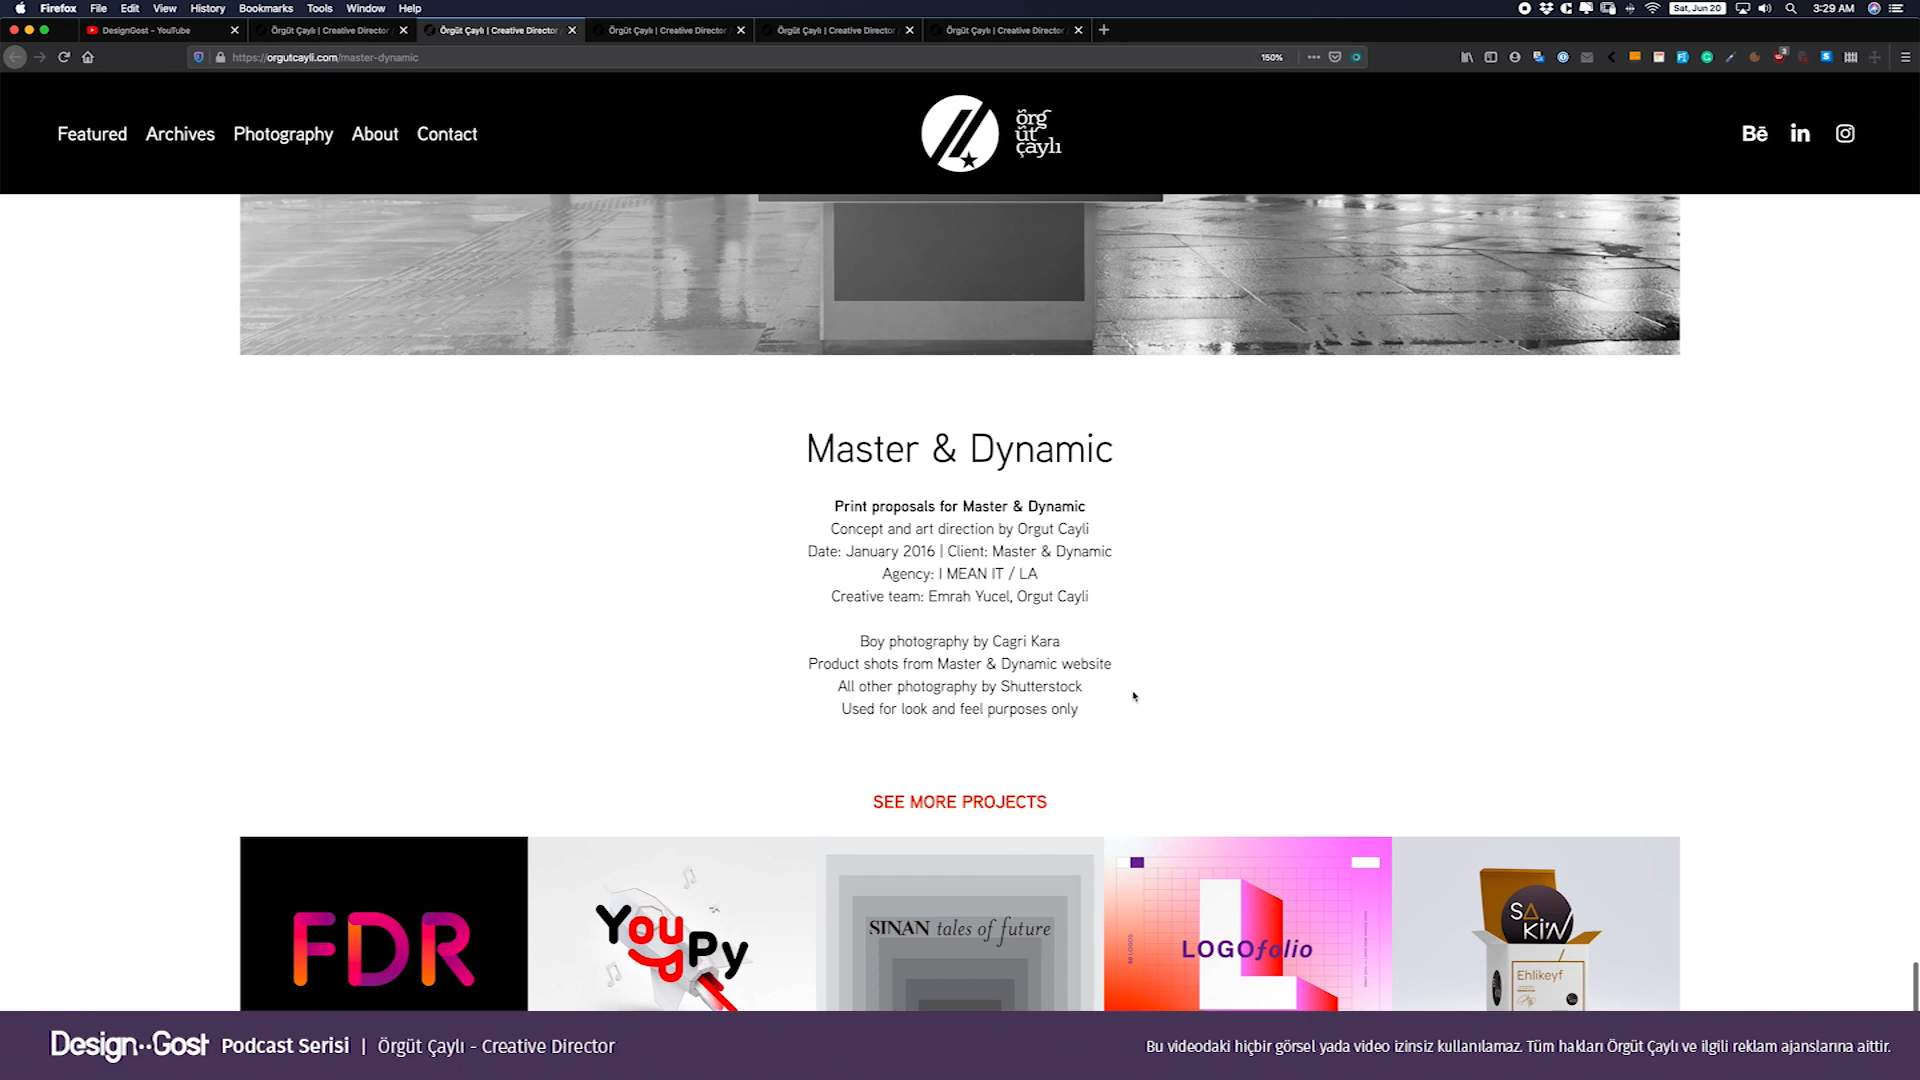 Firefox File Edit View History Bookmarks Tools Window Help
Sat, Jun 20 3:29 AM
DesignGost - YouTube
Örgüt Çaylı | Creative Director
Örgüt Çaylı | Creative Director
Örgüt Çaylı | Creative Director
Örgüt Çaylı | Creative Director
Örgüt Çaylı | Creative Director
https://orgutcayli.com/master-dynamic
150%
Featured Archives Photography About Contact
örg
üt
çaylı
Bē in
Master & Dynamic
Print proposals for Master & Dynamic
Concept and art direction by Orgut Cayli
Date: January 2016 | Client: Master & Dynamic
Agency: I MEAN IT / LA
Creative team: Emrah Yucel, Orgut Cayli
Boy photography by Cagri Kara
Product shots from Master & Dynamic website
All other photography by Shutterstock
Used for look and feel purposes only
SEE MORE PROJECTS
FDR
YouPy
SINAN tales of future
LOGOfolio
SAKiN
Ehlikeyf
Design··Gost Podcast Serisi | Örgüt Çaylı - Creative Director
Bu videodaki hiçbir görsel yada video izinsiz kullanılamaz. Tüm hakları Örgüt Çaylı ve ilgili reklam ajanslarına aittir.